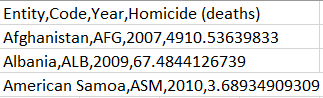 Entity,Code,Year,Homicide (deaths)
Afghanistan,AFG,2007,4910.53639833
Albania,ALB,2009,67.4844126739
American Samoa,ASM,2010,3.68934909309